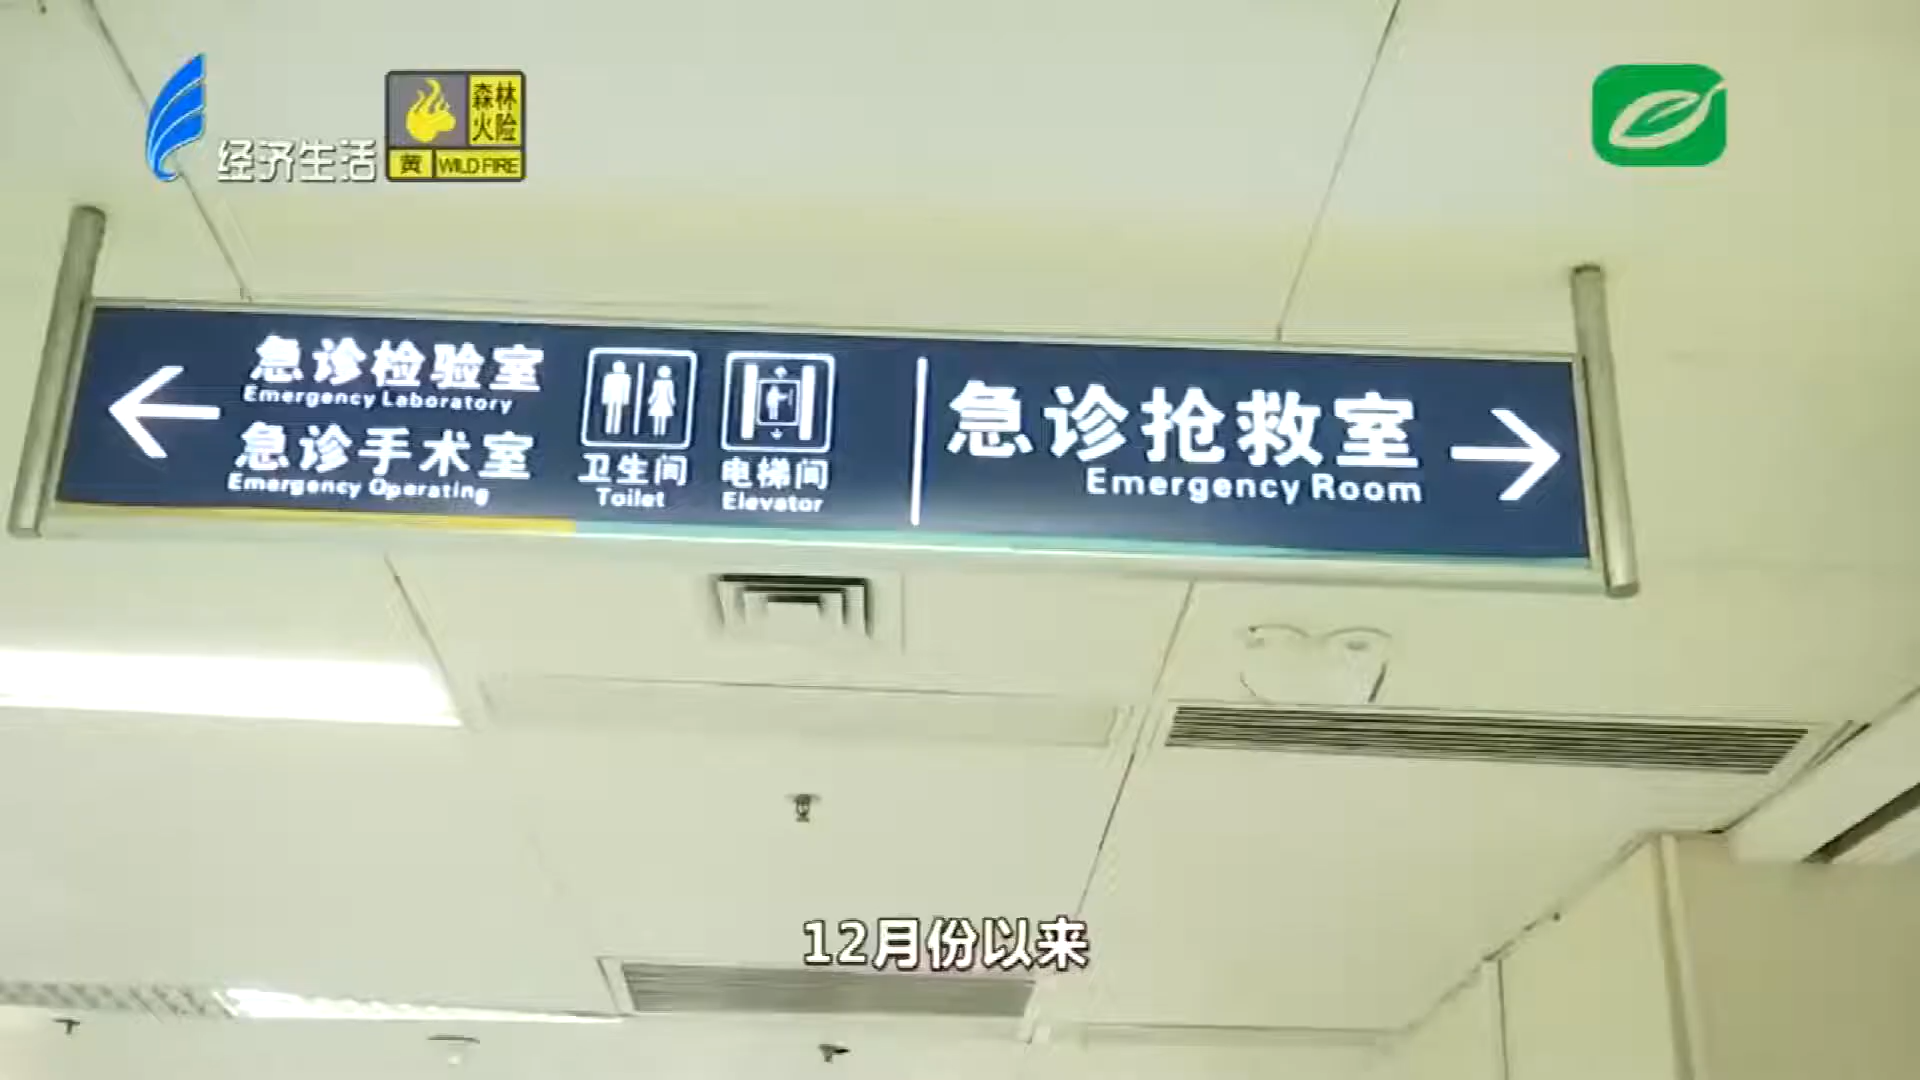 经济生活
森林
火险
黄 WILD FIRE
急诊检验室
Emergency Laboratory
急诊手术室
Emergency Operating
卫生间
Toilet
电梯间
Elevator
急诊抢救室
Emergency Room
12月份以来